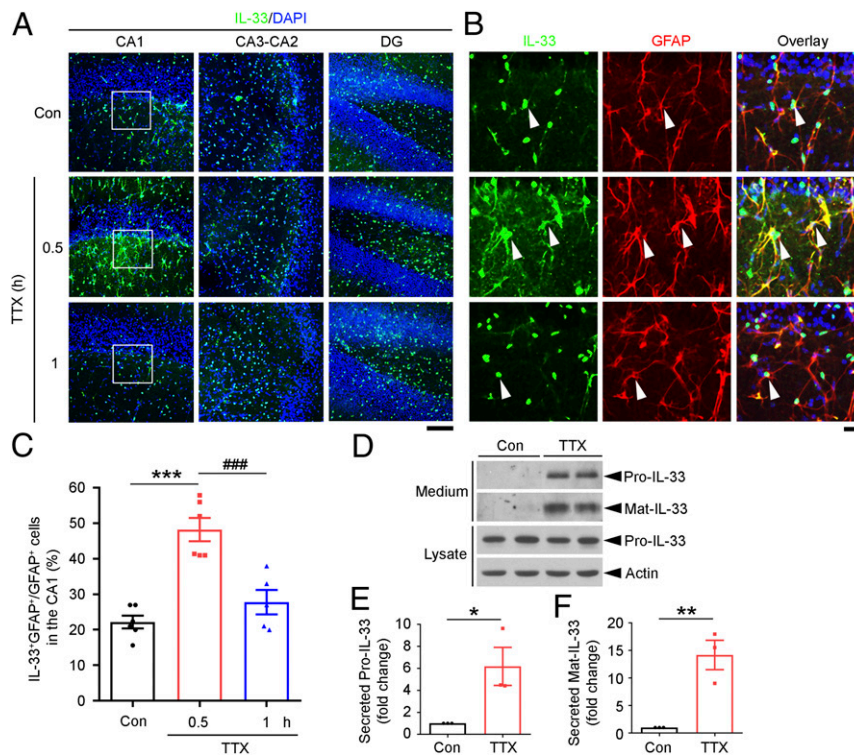 A
IL-33/DAPI
CA1 CA3-CA2 DG
Con
TTX (h)
0.5
1
B
IL-33 GFAP Overlay
C
*** ###
IL-33⁺GFAP⁺/GFAP⁺ cells
in the CA1 (%)
60
50
40
30
20
10
0
Con 0.5 1 h
TTX
D
Con TTX
Medium
Pro-IL-33
Mat-IL-33
Lysate
Pro-IL-33
Actin
E
*
Secreted Pro-IL-33
(fold change)
10
8
6
4
2
0
Con TTX
F
**
Secreted Mat-IL-33
(fold change)
20
15
10
5
0
Con TTX